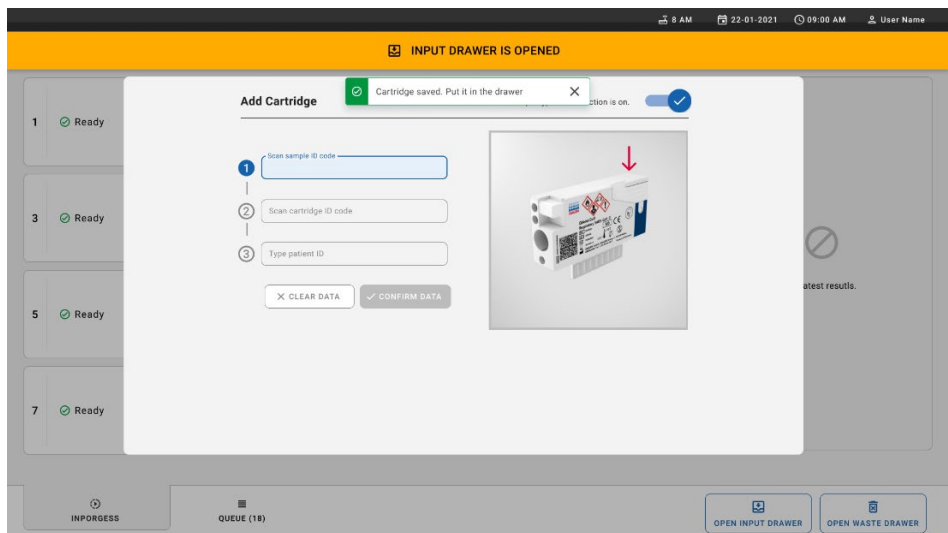 8 AM
22-01-2021
09:00 AM
User Name
INPUT DRAWER IS OPENED
Add Cartridge
Cartridge saved. Put it in the drawer
ction is on.
1
Ready
3
Ready
5
Ready
7
Ready
1
Scan sample ID code
2
Scan cartridge ID code
3
Type patient ID
CLEAR DATA
CONFIRM DATA
CE
atest resutls.
INPORGESS
QUEUE (18)
OPEN INPUT DRAWER
OPEN WASTE DRAWER